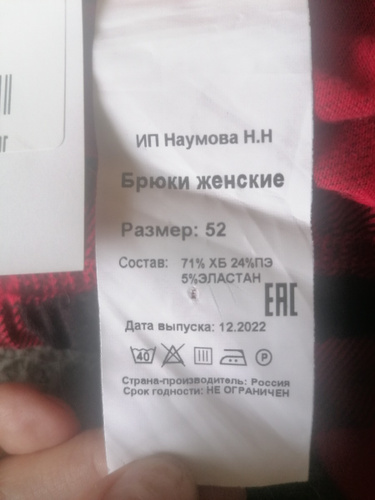 ИП Наумова Н.Н
Брюки женские
Размер: 52
Состав: 71% ХБ 24%ПЭ
5%ЭЛАСТАН
ЕАС
Дата выпуска: 12.2022
40 P
Страна-производитель: Россия
Срок годности: НЕ ОГРАНИЧЕН